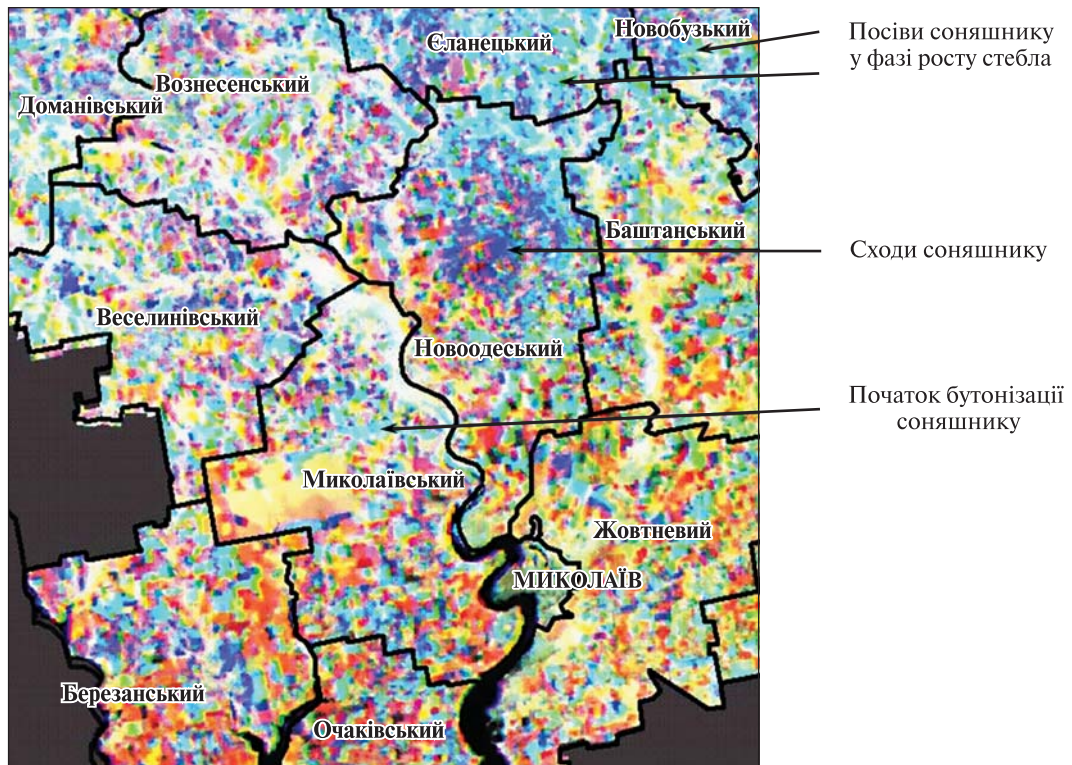 Новобузький
Єланецький
Вознесенський
Доманівський
Баштанський
Веселинівський
Новоодеський
Миколаївський
Жовтневий
МИКОЛАЇВ
Березанський
Очаківський
Посіви соняшнику
у фазі росту стебла
Сходи соняшнику
Початок бутонізації
соняшнику